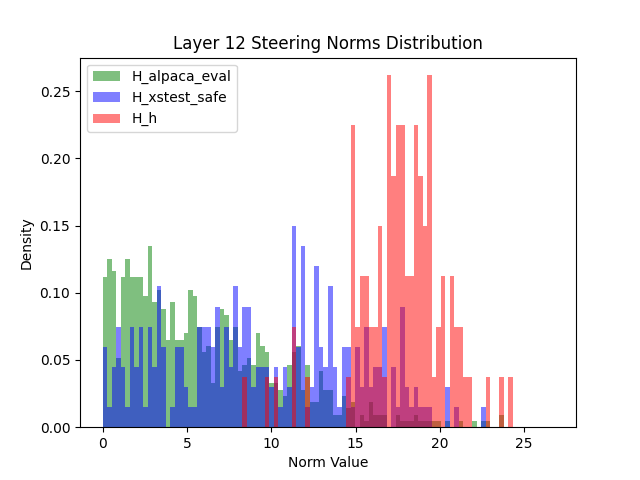 Layer 12 Steering Norms Distribution
H_alpaca_eval
H_xstest_safe
H_h
Density
0.25
0.20
0.15
0.10
0.05
0.00
0 5 10 15 20 25
Norm Value